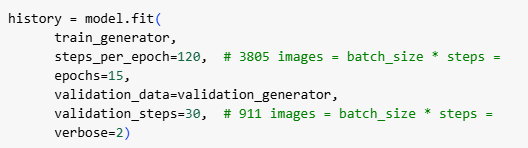 history = model.fit(
train_generator,
steps_per_epoch=120,  # 3805 images = batch_size * steps =
epochs=15,
validation_data=validation_generator,
validation_steps=30,  # 911 images = batch_size * steps =
verbose=2)